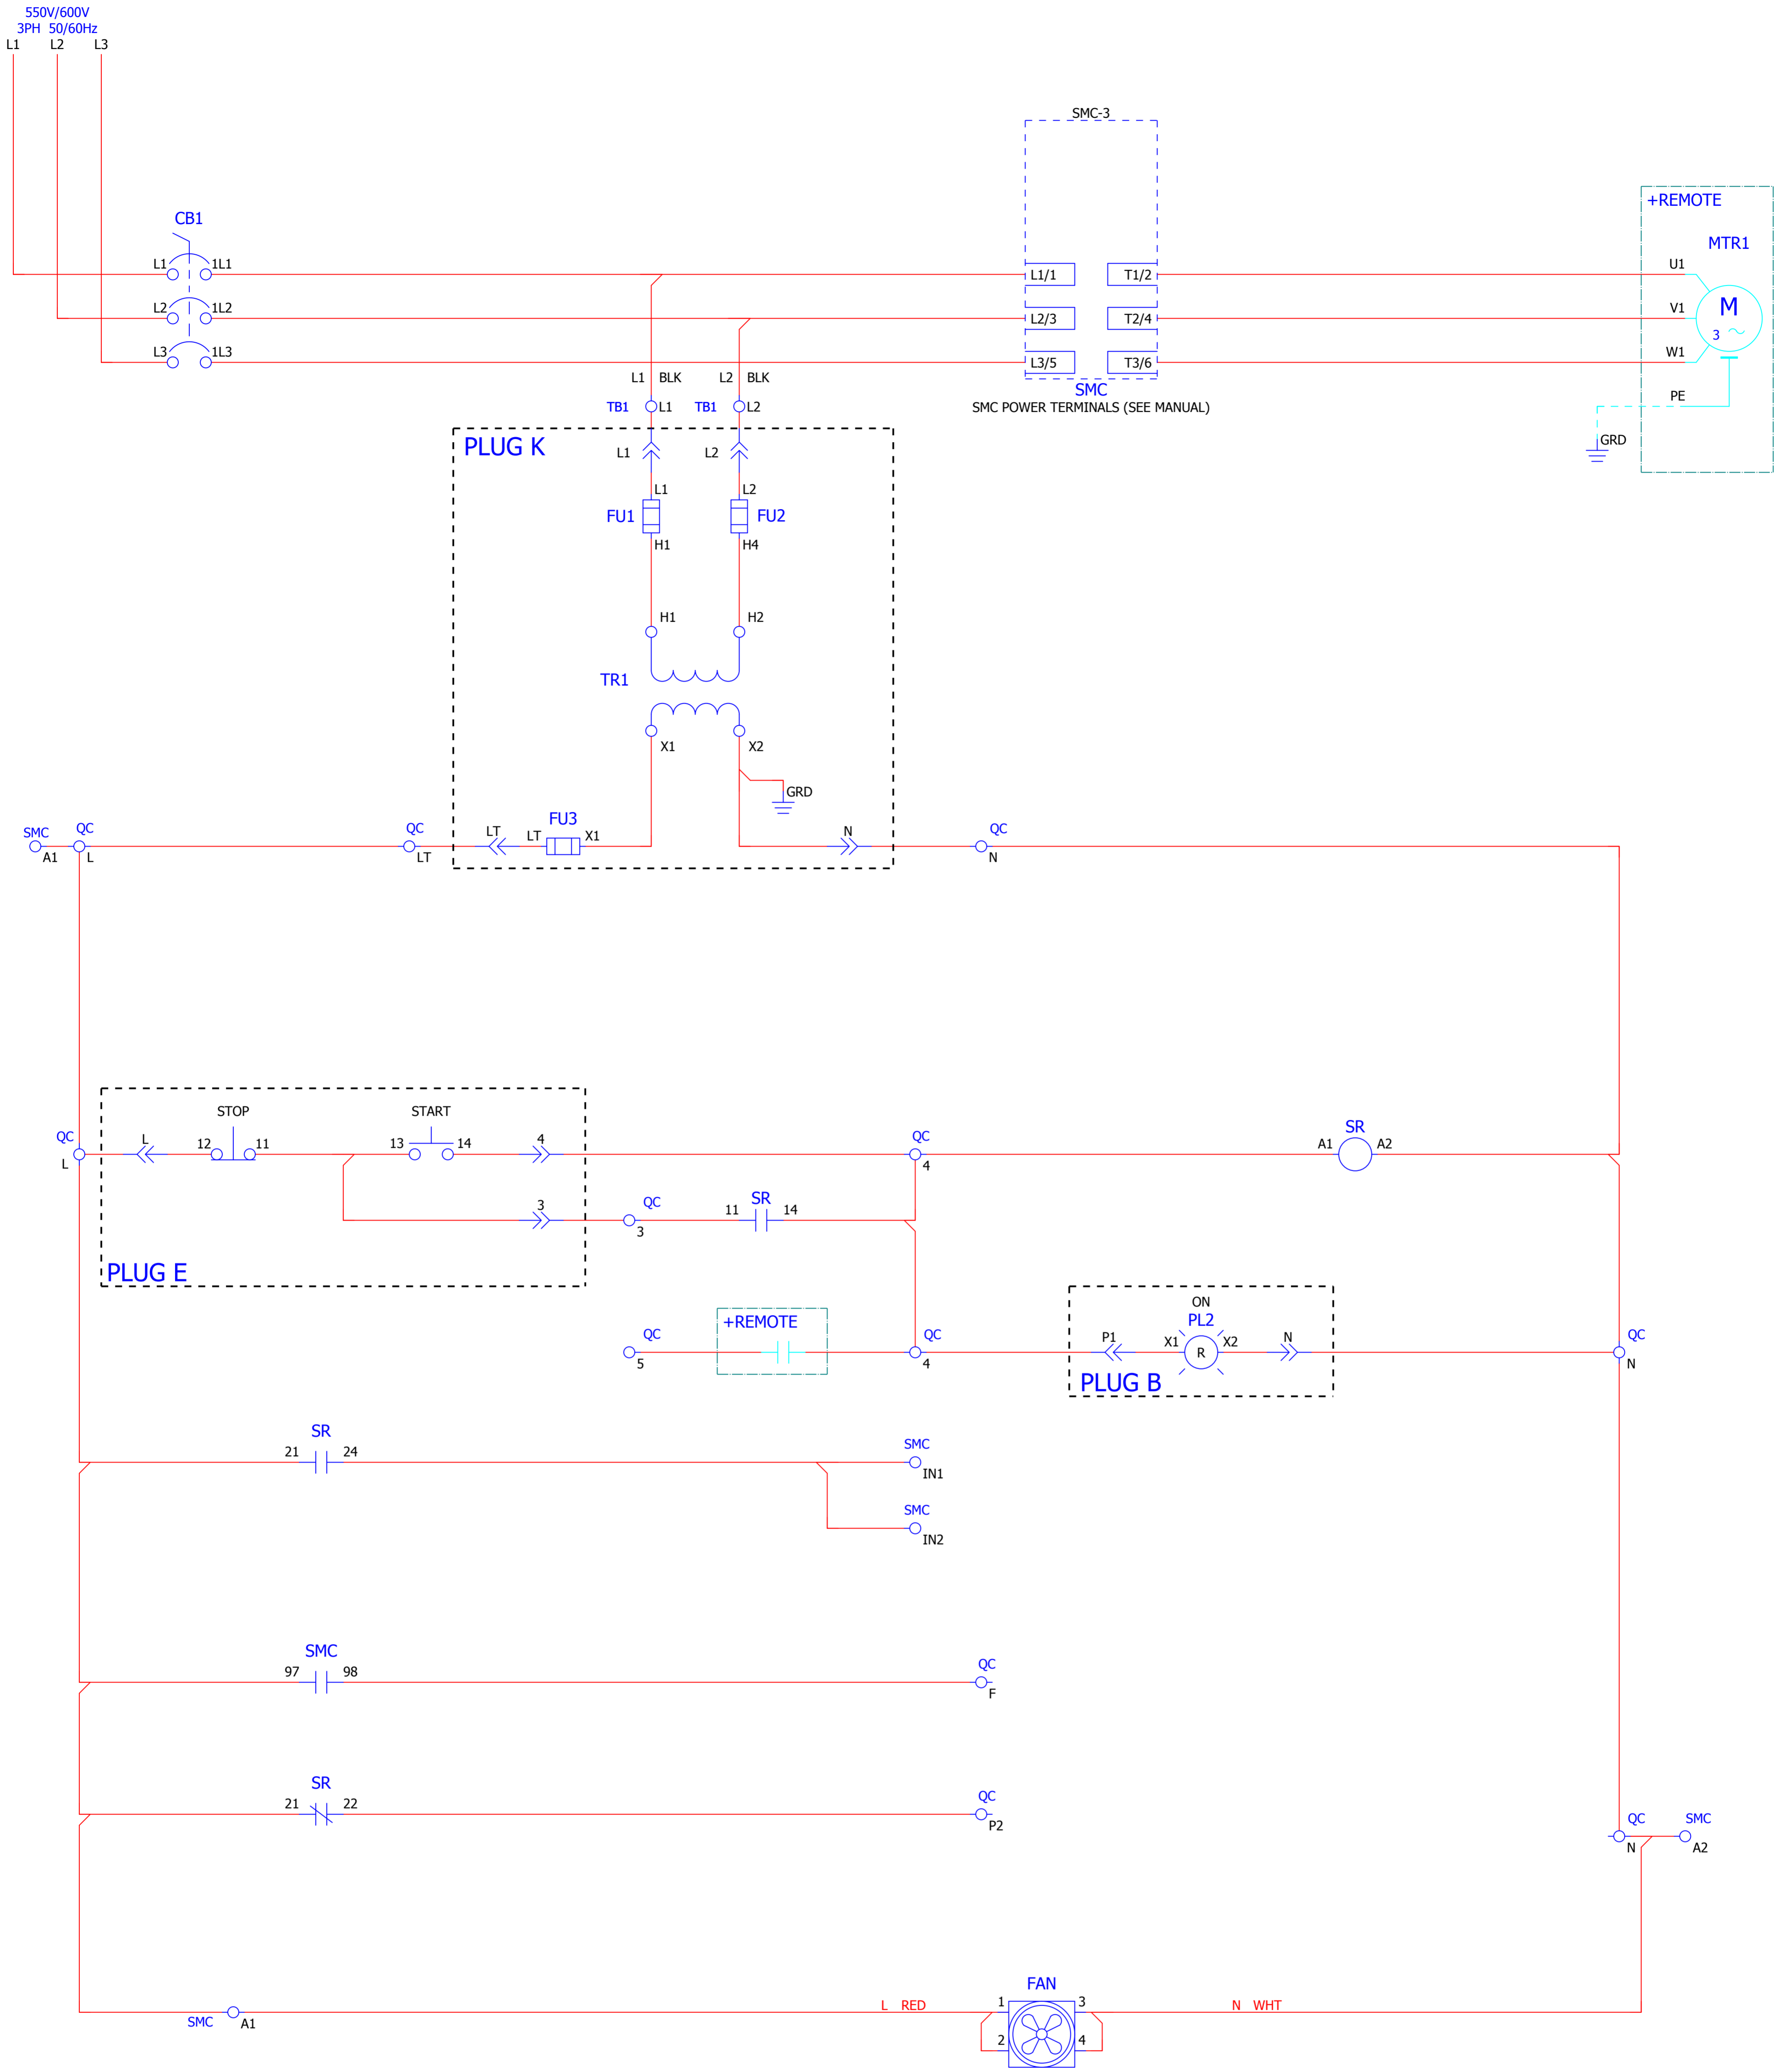 550V/600V
3PH 50/60Hz
L1 L2 L3
SMC-3
+REMOTE
MTR1
CB1
L1 1L1
L1/1 T1/2
U1
L2 1L2
L2/3 T2/4
V1
M
3
L3 1L3
L3/5 T3/6
W1
L1 BLK L2 BLK
SMC
SMC POWER TERMINALS (SEE MANUAL)
PE
TB1 L1 TB1 L2
GRD
PLUG K
L1 L2
L1 L2
FU1 FU2
H1 H4
H1 H2
TR1
X1 X2
GRD
SMC QC QC LT FU3 LT X1 N QC
A1 L LT N
STOP START
QC L 12 11 13 14 4 QC SR
L 4 A1 A2
3 QC 11 SR 14
3
PLUG E
+REMOTE
ON
PL2
QC QC P1 X1 R X2 N QC
5 4 N
PLUG B
SR
21 24
SMC
IN1
SMC
IN2
SMC
97 98
QC
F
SR
21 22
QC
P2
QC SMC
N A2
FAN
L RED 1 3 N WHT
SMC A1
2 4